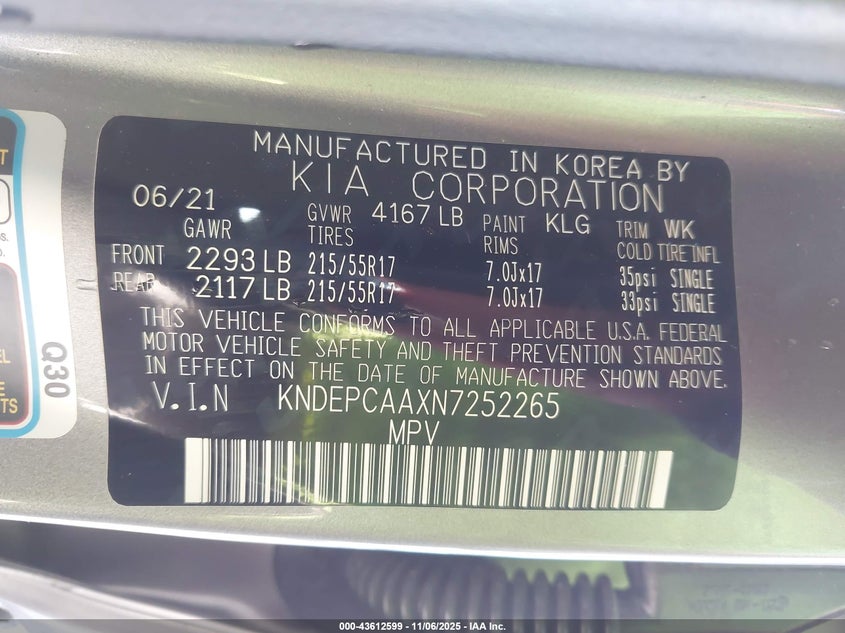 MANUFACTURED IN KOREA BY
KIA CORPORATION
06/21 GVWR 4167 LB PAINT KLG TRIM WK
GAWR TIRES RIMS COLD TIRE INFL
FRONT 2293 LB 215/55R17 7.0Jx17 35psi SINGLE
REAR 2117 LB 215/55R17 7.0Jx17 33psi SINGLE
THIS VEHICLE CONFORMS TO ALL APPLICABLE U.S.A. FEDERAL
MOTOR VEHICLE SAFETY AND THEFT PREVENTION STANDARDS
IN EFFECT ON THE DATE OF MANUFACTURE SHOWN ABOVE.
V.I.N KNDEPCAAXN7252265
MPV
Q30
000-43612599 - 11/06/2025 - IAA Inc.